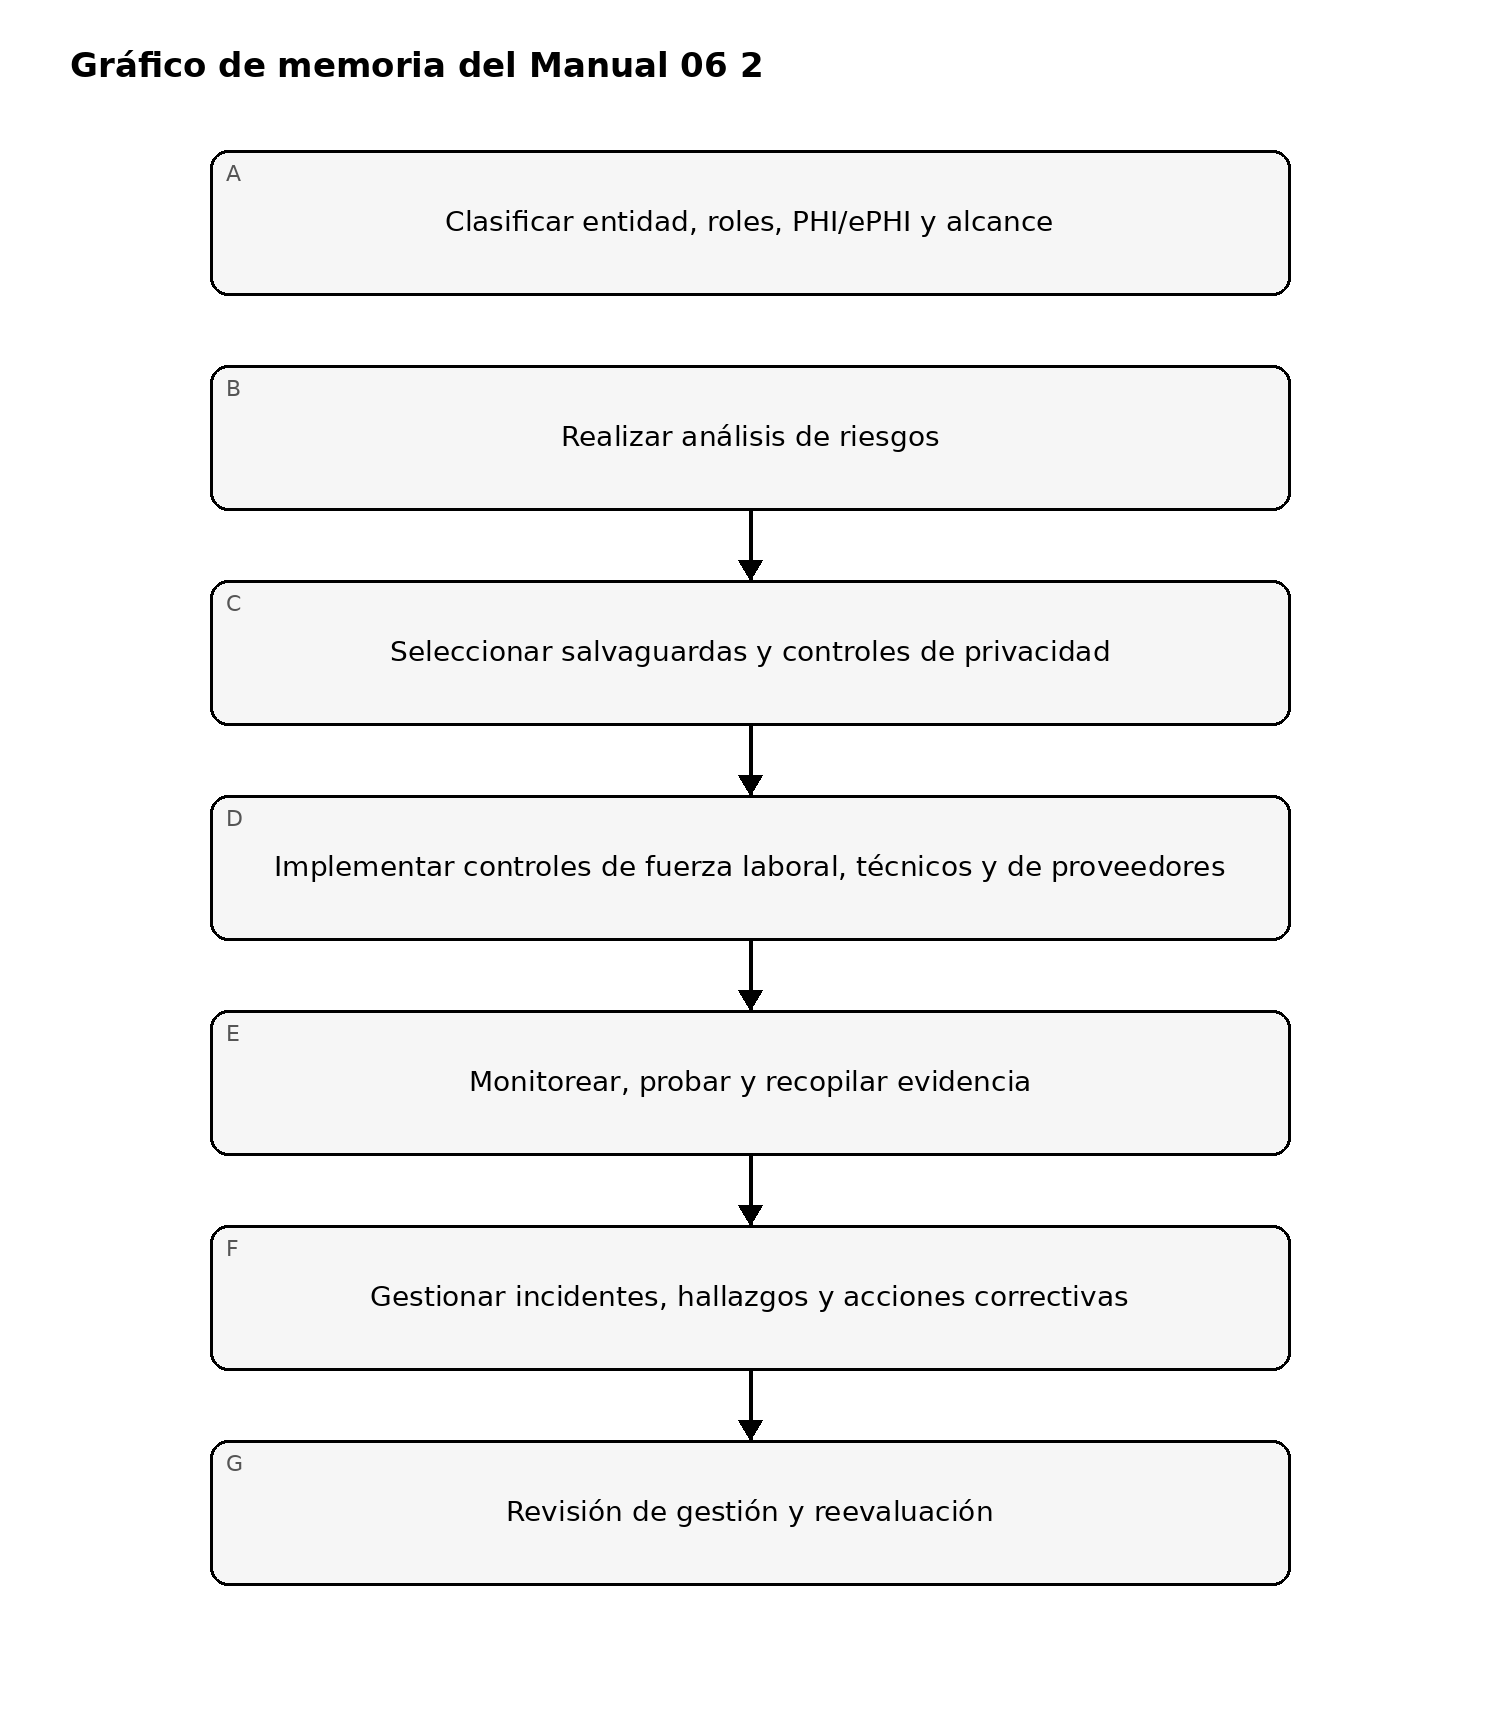 Gráfico de memoria del Manual 06 2
A
Clasificar entidad, roles, PHI/ePHI y alcance
B
Realizar análisis de riesgos
C
Seleccionar salvaguardas y controles de privacidad
D
Implementar controles de fuerza laboral, técnicos y de proveedores
E
Monitorear, probar y recopilar evidencia
F
Gestionar incidentes, hallazgos y acciones correctivas
G
Revisión de gestión y reevaluación